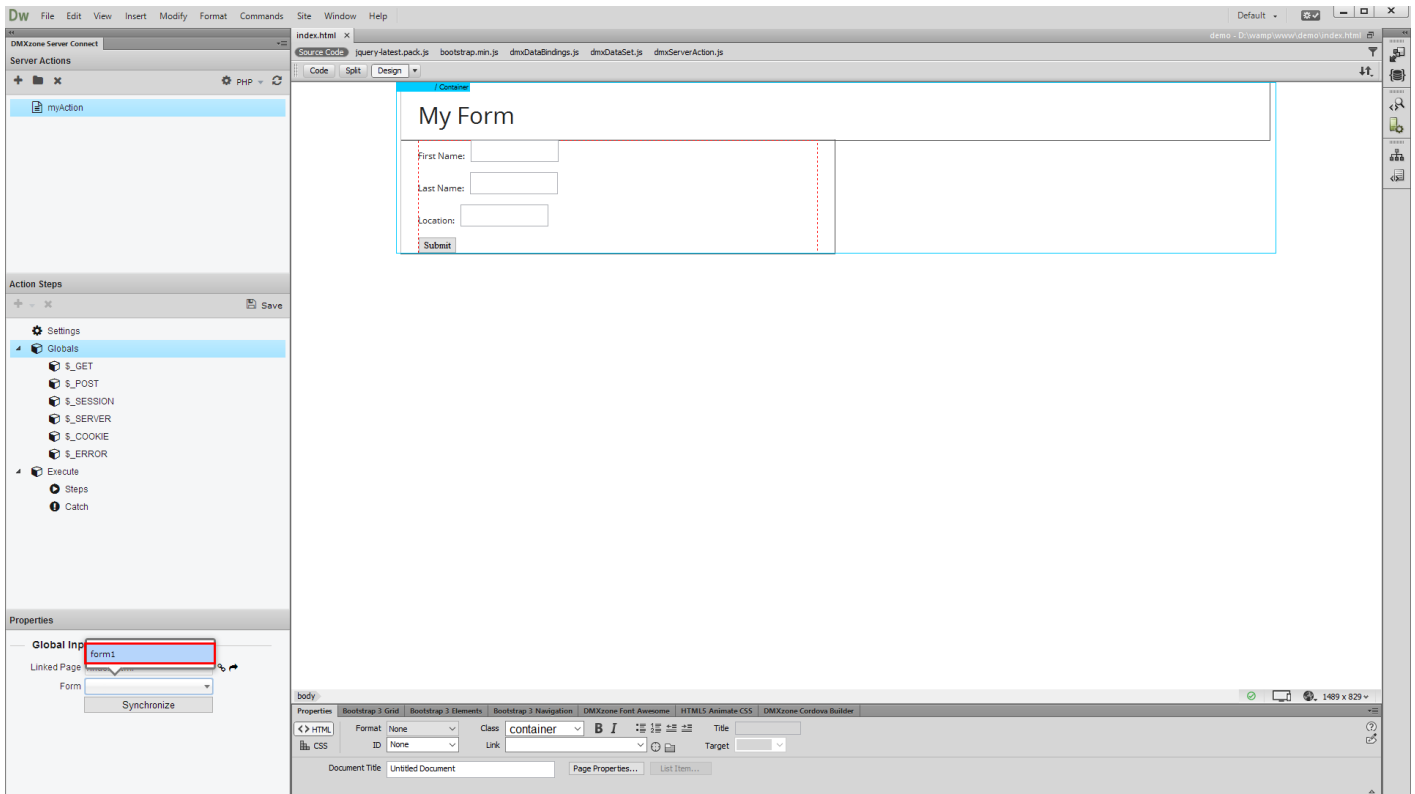 DW File Edit View Insert Modify Format Commands Site Window Help Default
DMXzone Server Connect
Server Actions
PHP
myAction
index.html
demo - D:\wamp\www\demo\index.html
Source Code jquery-latest.pack.js bootstrap.min.js dmxDataBindings.js dmxDataSet.js dmxServerAction.js
Code Split Design
/ Container
My Form
First Name:
Last Name:
Location:
Submit
Action Steps
Save
Settings
Globals
$_GET
$_POST
$_SESSION
$_SERVER
$_COOKIE
$_ERROR
Execute
Steps
Catch
Properties
Global Inp
form1
Linked Page
Form
Synchronize
body
1489 x 829
Properties Bootstrap 3 Grid Bootstrap 3 Elements Bootstrap 3 Navigation DMXzone Font Awesome HTML5 Animate CSS DMXzone Cordova Builder
<> HTML Format None Class container B I Title
CSS ID None Link Target
Document Title Untitled Document Page Properties... List Item...